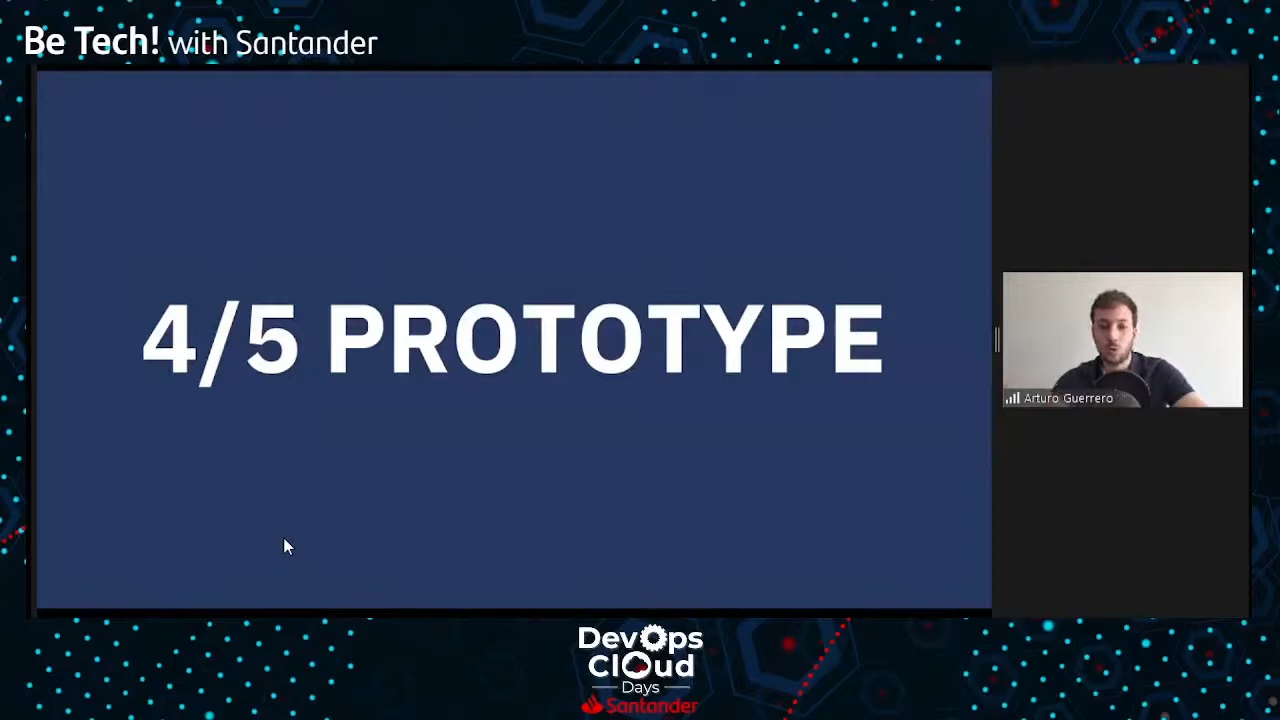 Be Tech! with Santander
4/5 PROTOTYPE
Arturo Guerrero
DevOps
Cloud
Days
Santander